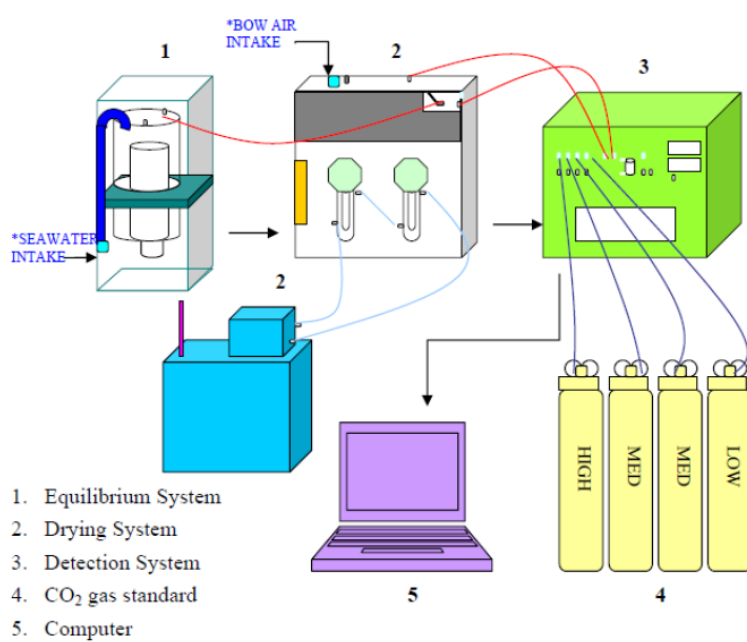 *BOW AIR
INTAKE
1
2
3
*SEAWATER
INTAKE
2
HIGH
MED
MED
LOW
1. Equilibrium System
2. Drying System
3. Detection System
4. CO₂ gas standard
5. Computer
5
4